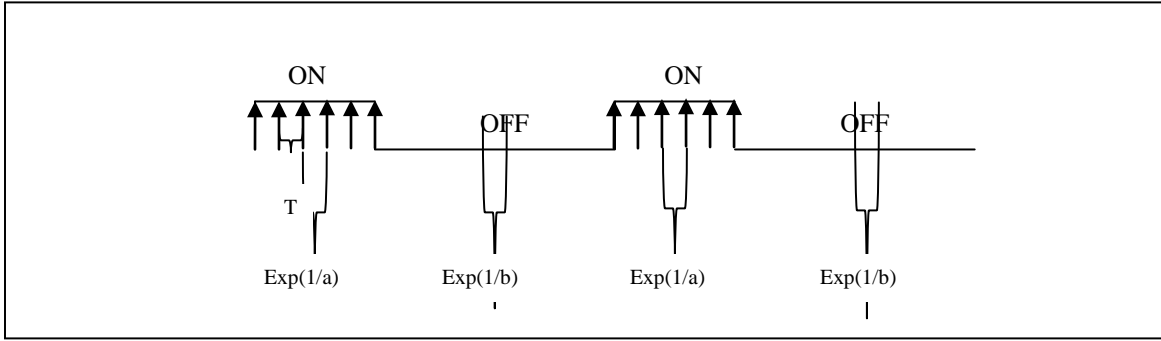 ON ON
OFF OFF
T
Exp(1/a) Exp(1/b) Exp(1/a) Exp(1/b)